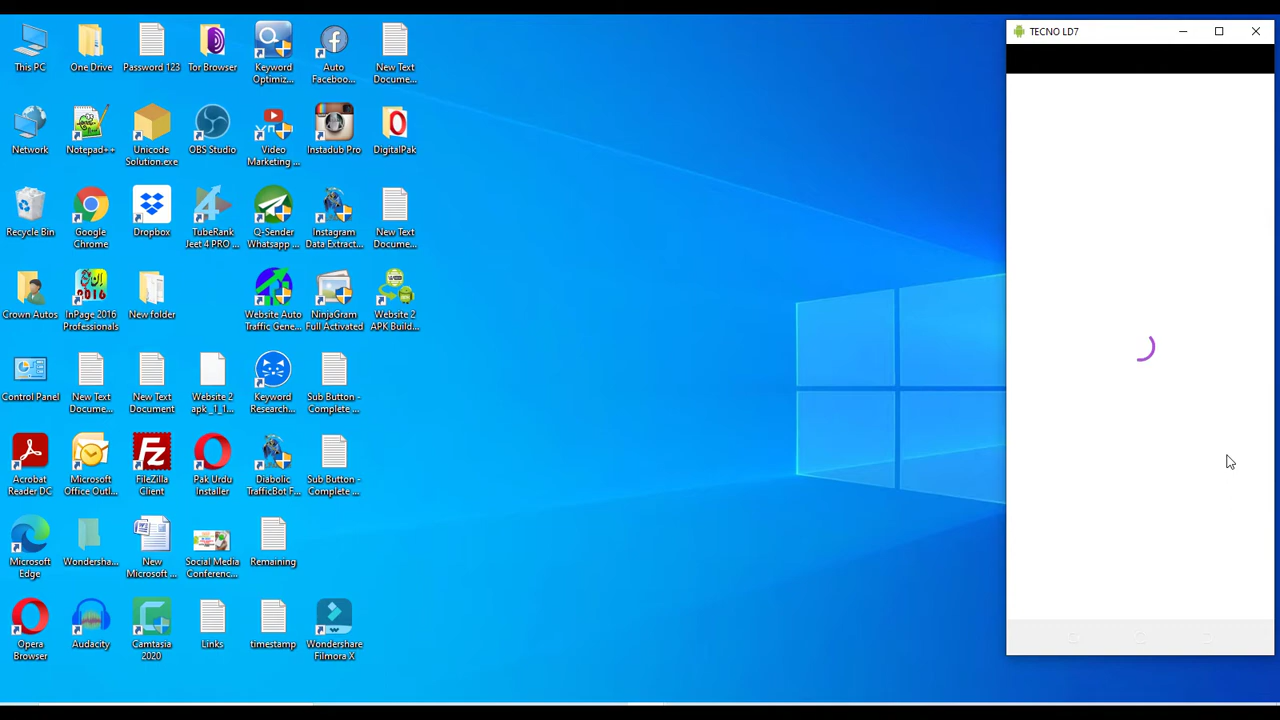 TECNO LD7
This PC
One Drive
Password 123
Tor Browser
Keyword
Optimiz...
Auto
Faceboo...
New Text
Docume...
Network
Notepad++
Unicode
Solution.exe
OBS Studio
Video
Marketing ...
Instadub Pro
DigitalPak
Recycle Bin
Google
Chrome
Dropbox
TubeRank
Jeet 4 PRO ...
Q-Sender
Whatsapp ...
Instagram
Data Extract...
New Text
Docume...
Crown Autos
InPage 2016
Professionals
New folder
Website Auto
Traffic Gene...
NinjaGram
Full Activated
Website 2
APK Build...
Control Panel
New Text
Docume...
New Text
Document
Website 2
apk _1_1...
Keyword
Research...
Sub Button -
Complete ...
Acrobat
Reader DC
Microsoft
Office Outl...
FileZilla
Client
Pak Urdu
Installer
Diabolic
TrafficBot F...
Sub Button -
Complete ...
Microsoft
Edge
Wondersha...
New
Microsoft ...
Social Media
Conferenc...
Remaining
Opera
Browser
Audacity
Camtasia
2020
Links
timestamp
Wondershare
Filmora X